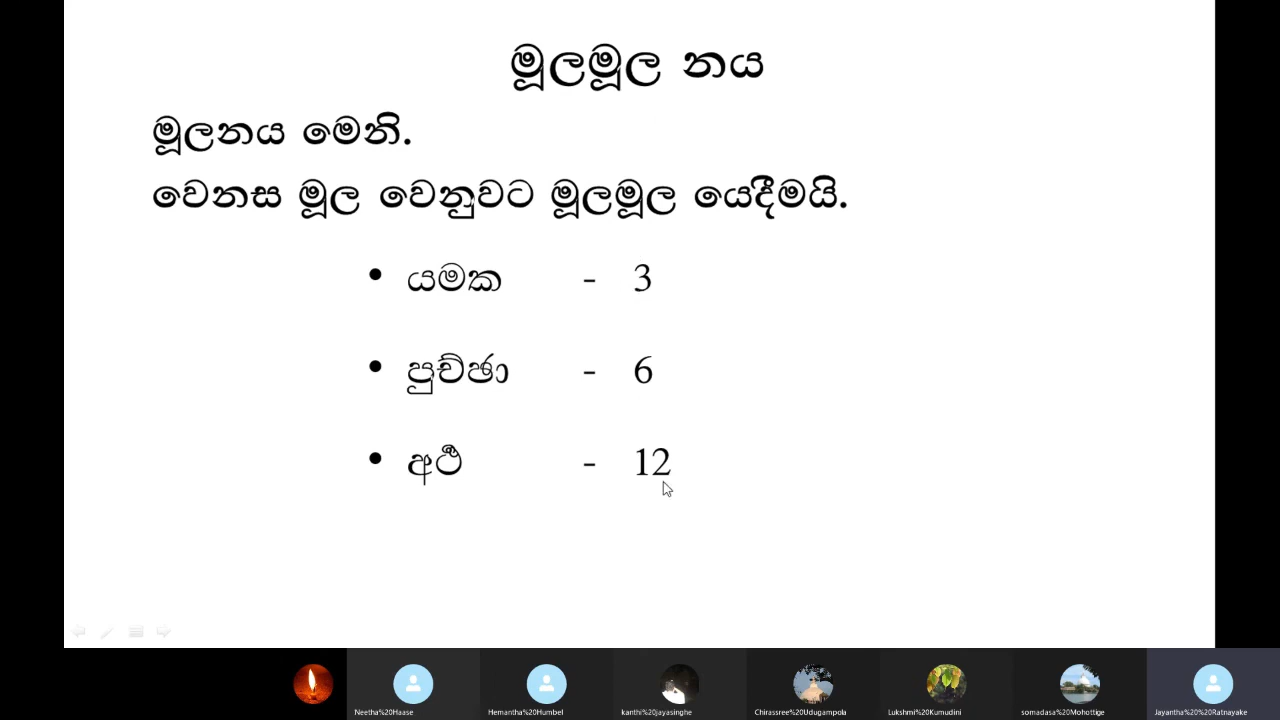 මූලමූල නය
මූලනය මෙනි.
වෙනස මූල වෙනුවට මූලමූල යෙදීමයි.
• යමක - 3
• පුච්ඡා - 6
• අර්‍ථ - 12
Neetha%20Haase
Hemantha%20Humbel
kanthi%20jayasinghe
Chirassree%20Udugampola
Lukshmi%20Kumudini
somadasa%20Mohottige
Jayantha%20%20Ratnayake